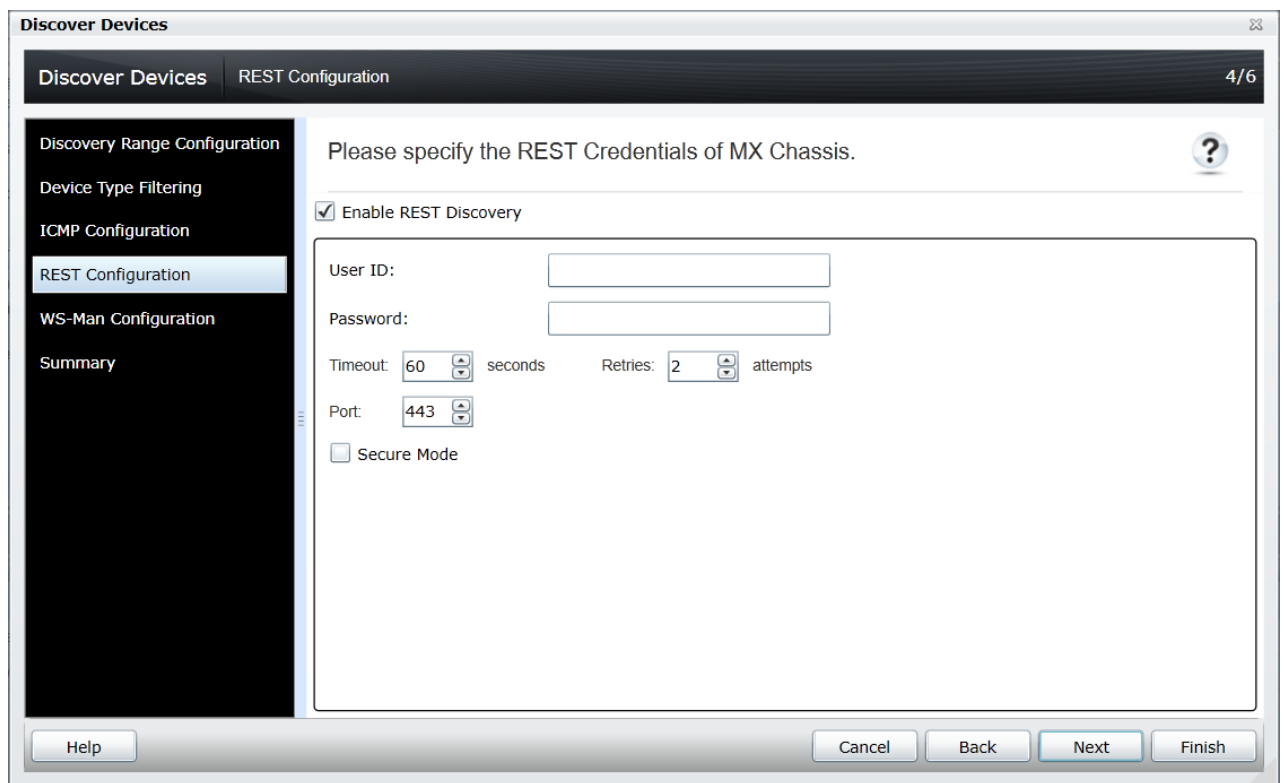 Discover Devices
Discover Devices REST Configuration 4/6
Discovery Range Configuration
Device Type Filtering
ICMP Configuration
REST Configuration
WS-Man Configuration
Summary
Please specify the REST Credentials of MX Chassis. ?
Enable REST Discovery
User ID:
Password:
Timeout: 60 seconds Retries: 2 attempts
Port: 443
Secure Mode
Help Cancel Back Next Finish